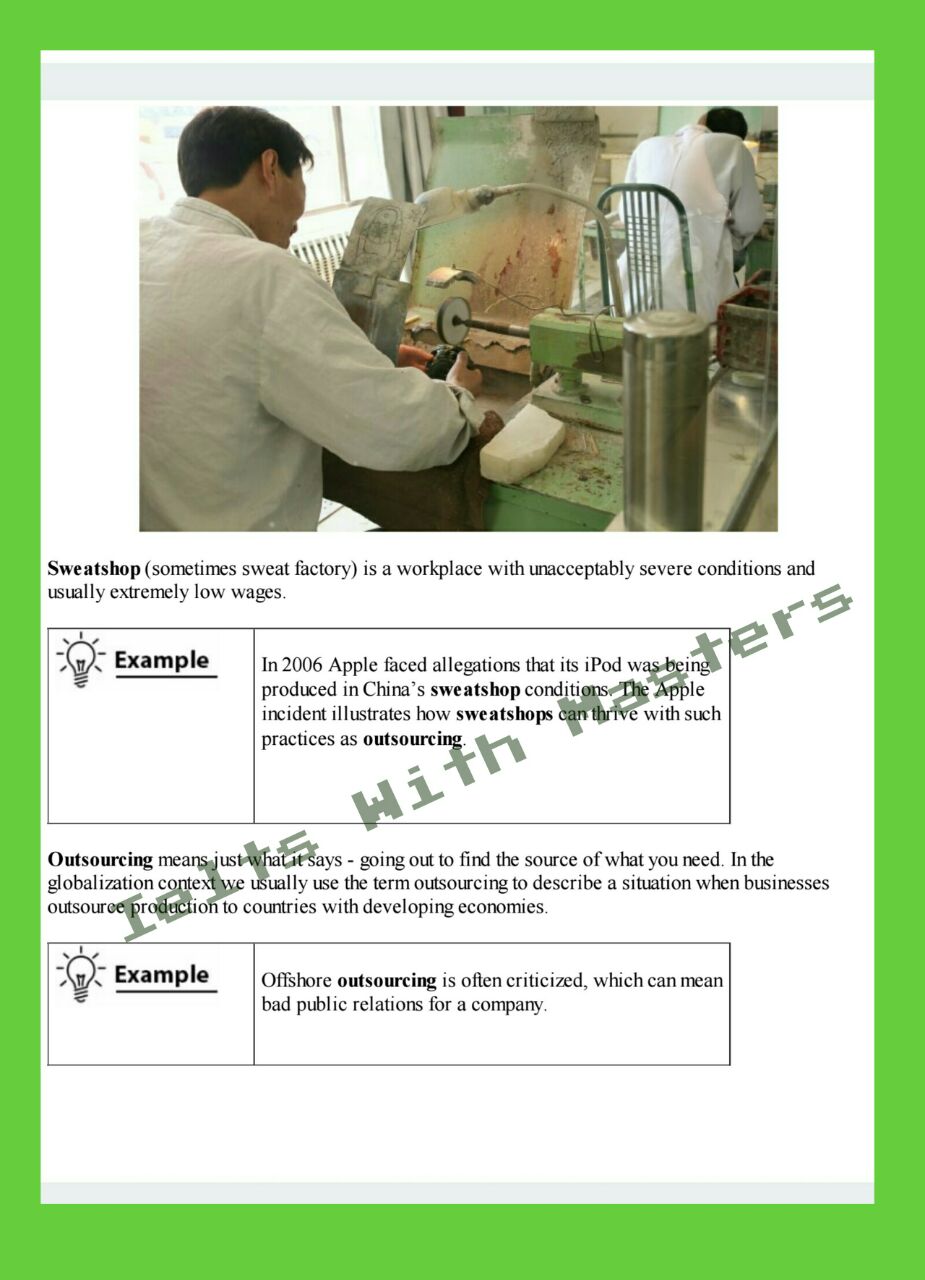 Sweatshop (sometimes sweat factory) is a workplace with unacceptably severe conditions and
usually extremely low wages.
Example
In 2006 Apple faced allegations that its iPod was being
produced in China’s sweatshop conditions. The Apple
incident illustrates how sweatshops can thrive with such
practices as outsourcing.
Outsourcing means just what it says - going out to find the source of what you need. In the
globalization context we usually use the term outsourcing to describe a situation when businesses
outsource production to countries with developing economies.
Example
Offshore outsourcing is often criticized, which can mean
bad public relations for a company.
Ielts With Masters